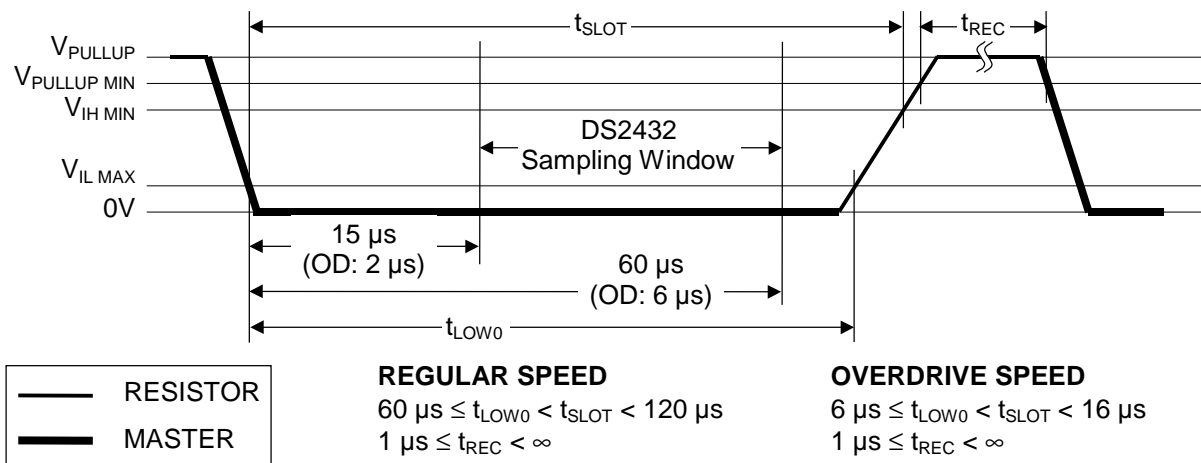 tSLOT
tREC
VPULLUP
VPULLUP MIN
VIH MIN
DS2432
Sampling Window
VIL MAX
0V
15 µs
(OD: 2 µs)
60 µs
(OD: 6 µs)
tLOW0
RESISTOR
MASTER
REGULAR SPEED
60 µs ≤ tLOW0 < tSLOT < 120 µs
1 µs ≤ tREC < ∞
OVERDRIVE SPEED
6 µs ≤ tLOW0 < tSLOT < 16 µs
1 µs ≤ tREC < ∞